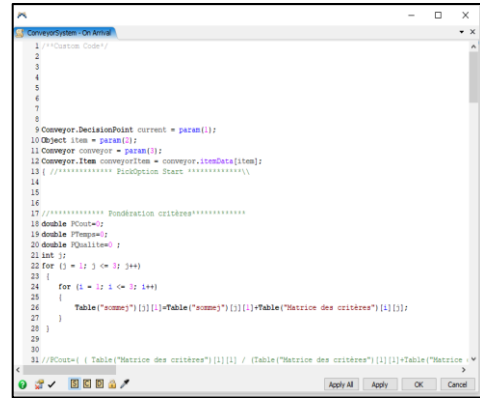 ConveyorSystem - On Arrival
1 /**Custom Code*/
2
3
4
5
6
7
8
9 Conveyor.DecisionPoint current = param(1);
10 Object item = param(2);
11 Conveyor conveyor = param(3);
12 Conveyor.Item conveyorItem = conveyor.itemData[item];
13 { //************* PickOption Start *************\\
14
15
16
17 //************* Pondération critères*************
18 double PCout=0;
19 double PTemps=0;
20 double PQualite=0 ;
21 int j;
22 for (j = 1; j <= 3; j++)
23 {
24 for (i = 1; i <= 3; i++)
25 {
26 Table("sommej")[j][1]=Table("sommej")[j][1]+Table("Matrice des critères")[i][j];
27 }
28 }
29
30
31 //PCout=( ( Table("Matrice des critères")[1][1] / (Table("Matrice des critères")[1][1]+Table("Matrice
Apply All Apply OK Cancel